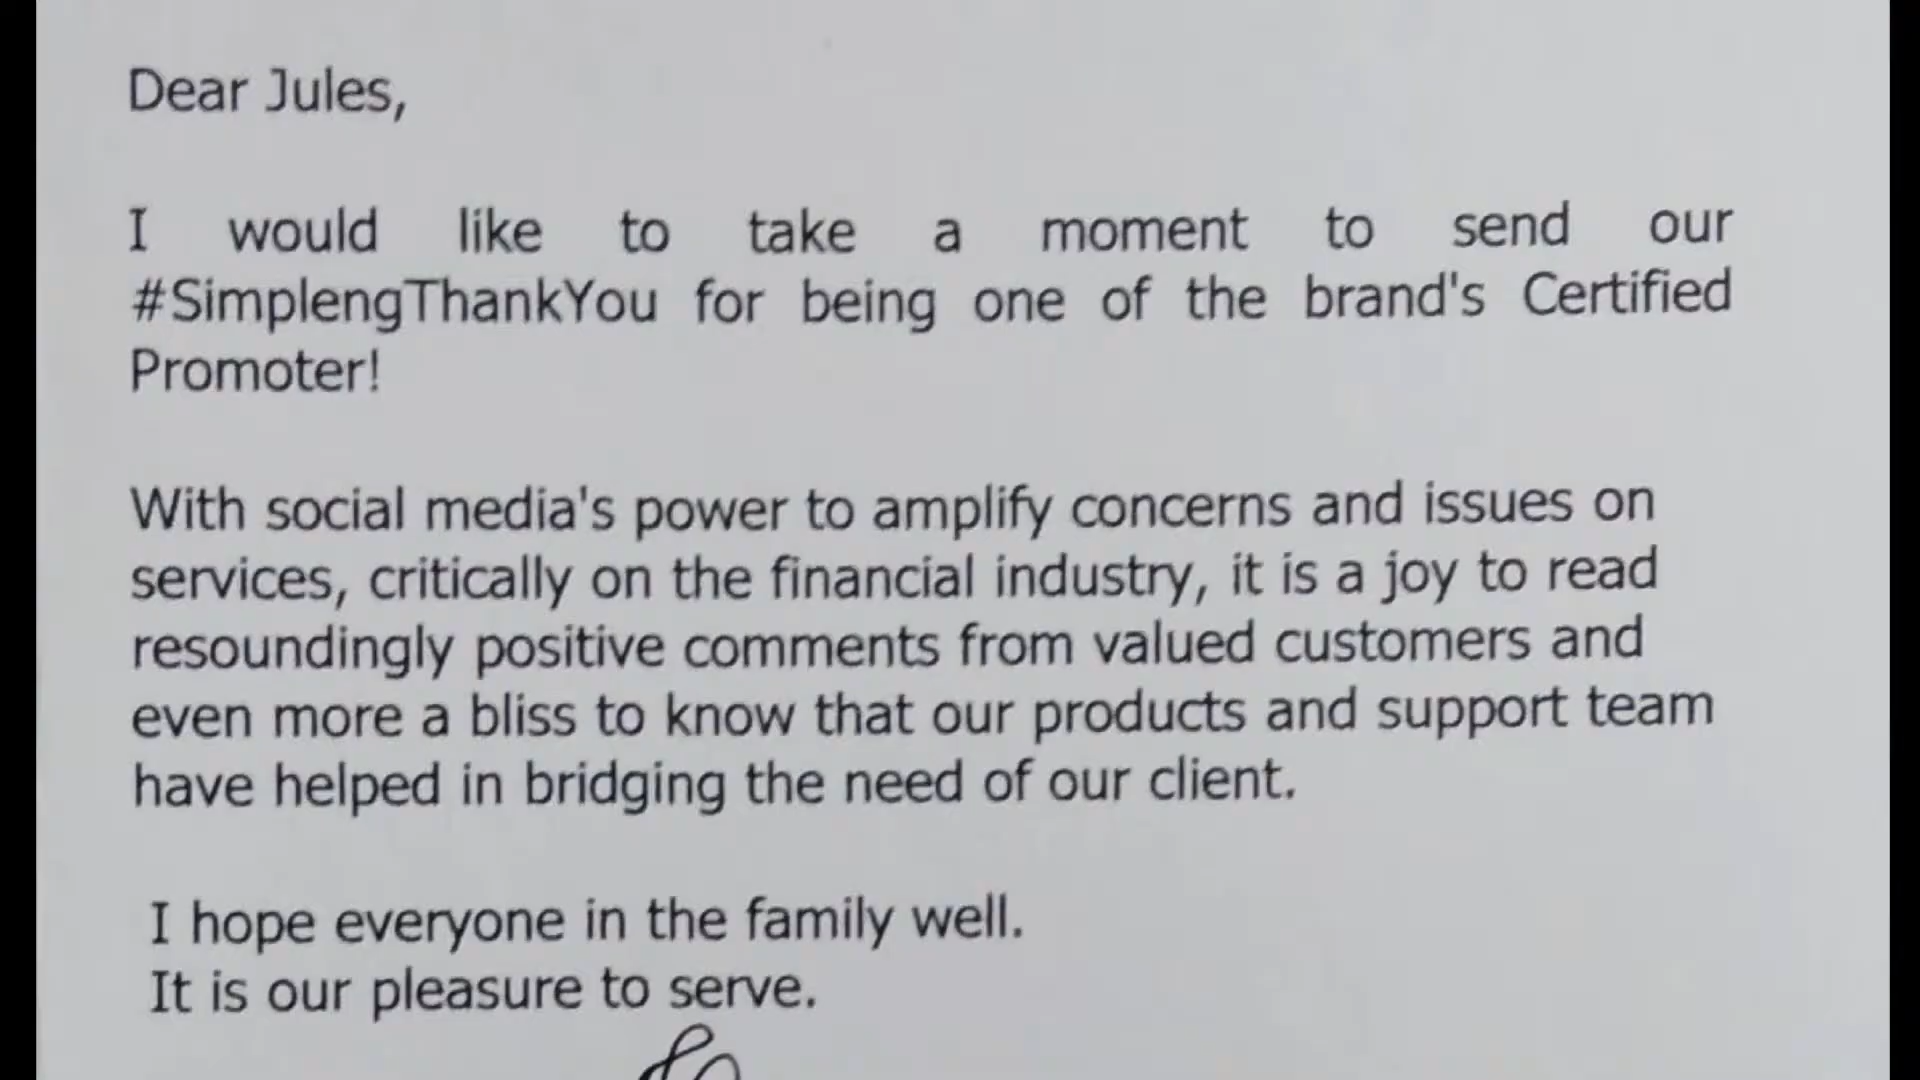 Dear Jules,
I would like to take a moment to send our
#SimplengThankYou for being one of the brand's Certified
Promoter!
With social media's power to amplify concerns and issues on
services, critically on the financial industry, it is a joy to read
resoundingly positive comments from valued customers and
even more a bliss to know that our products and support team
have helped in bridging the need of our client.
I hope everyone in the family well.
It is our pleasure to serve.